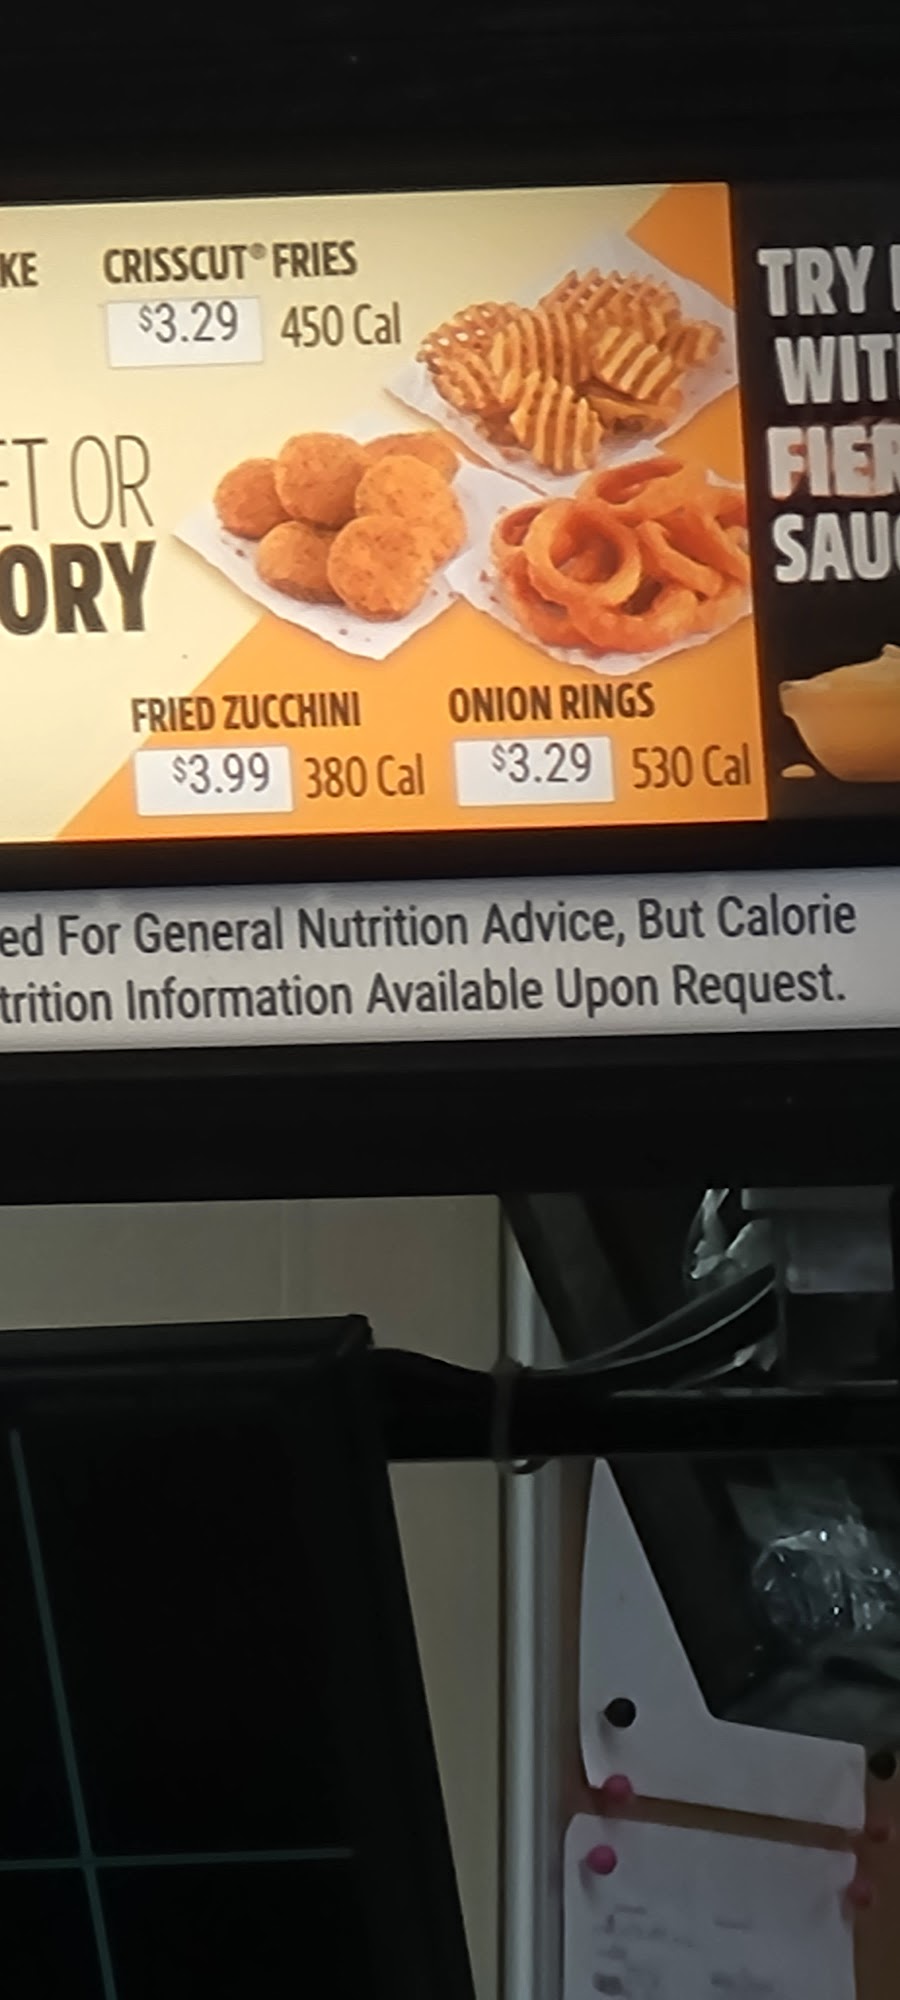 KE
CRISSCUT® FRIES
$3.29 450 Cal
ET OR
ORY
FRIED ZUCCHINI
$3.99 380 Cal
ONION RINGS
$3.29 530 Cal
TRY
WIT
FIER
SAU
ed For General Nutrition Advice, But Calorie
trition Information Available Upon Request.